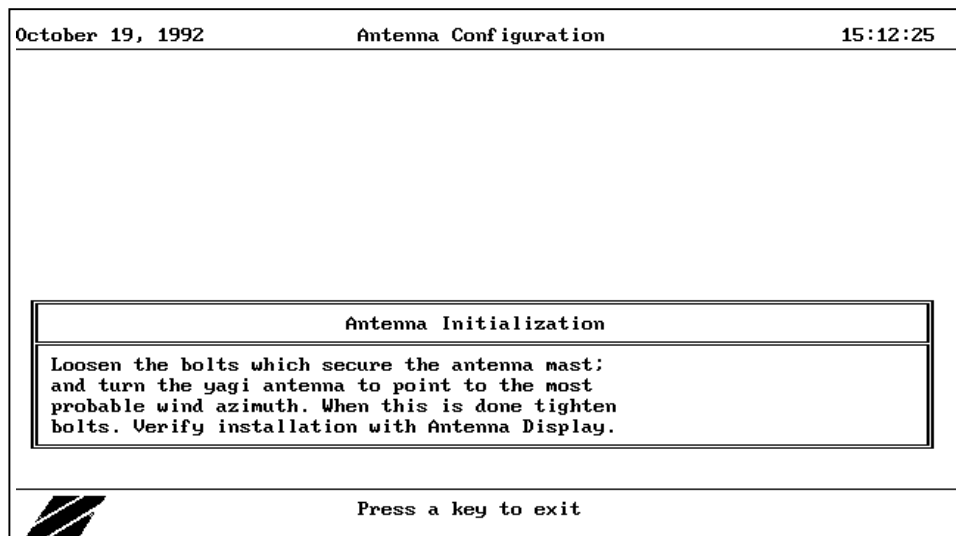 October 19, 1992 Antenna Configuration 15:12:25
Antenna Initialization
Loosen the bolts which secure the antenna mast;
and turn the yagi antenna to point to the most
probable wind azimuth. When this is done tighten
bolts. Verify installation with Antenna Display.
Press a key to exit